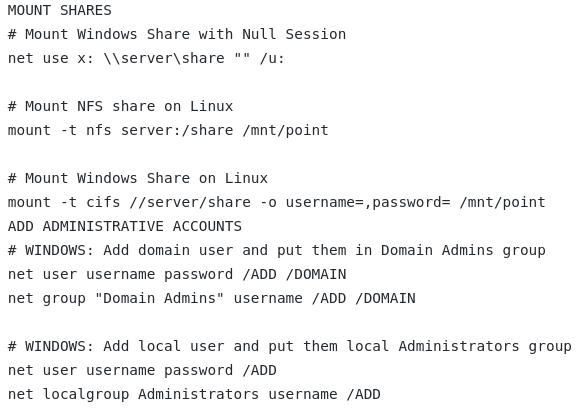 MOUNT SHARES
# Mount Windows Share with Null Session
net use x: \\server\share "" /u:

# Mount NFS share on Linux
mount -t nfs server:/share /mnt/point

# Mount Windows Share on Linux
mount -t cifs //server/share -o username=,password= /mnt/point
ADD ADMINISTRATIVE ACCOUNTS
# WINDOWS: Add domain user and put them in Domain Admins group
net user username password /ADD /DOMAIN
net group "Domain Admins" username /ADD /DOMAIN

# WINDOWS: Add local user and put them local Administrators group
net user username password /ADD
net localgroup Administrators username /ADD